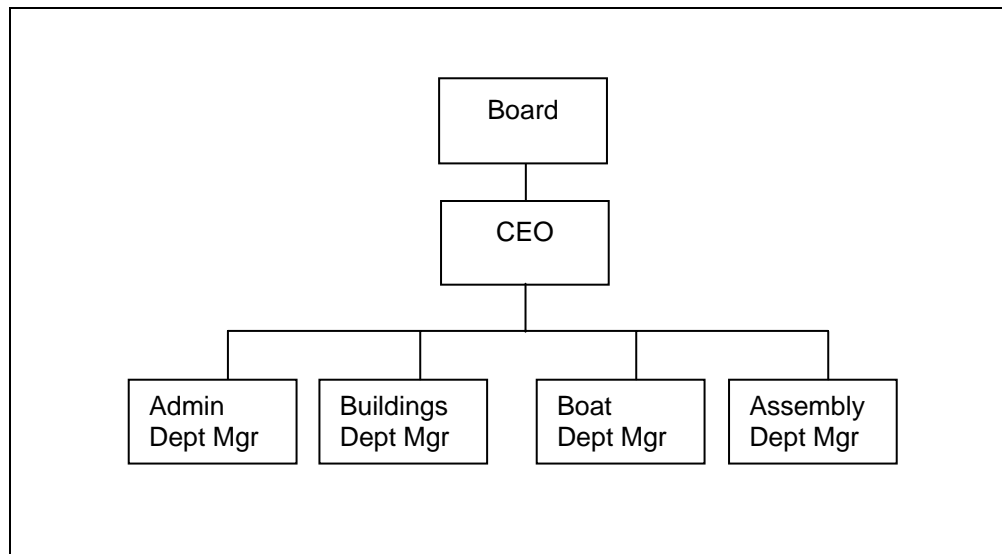 Board
CEO
Admin
Dept Mgr
Buildings
Dept Mgr
Boat
Dept Mgr
Assembly
Dept Mgr